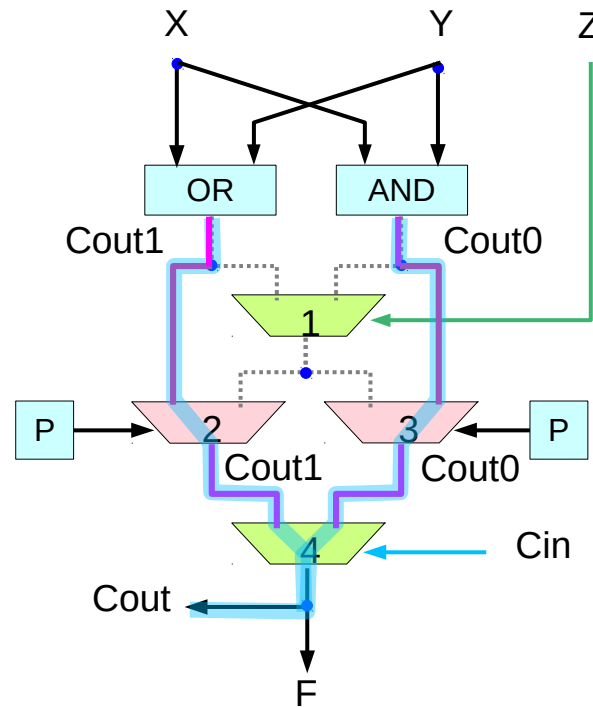 X Y Z
OR AND
Cout1 Cout0
1
P 2 3 P
Cout1 Cout0
4 Cin
Cout
F